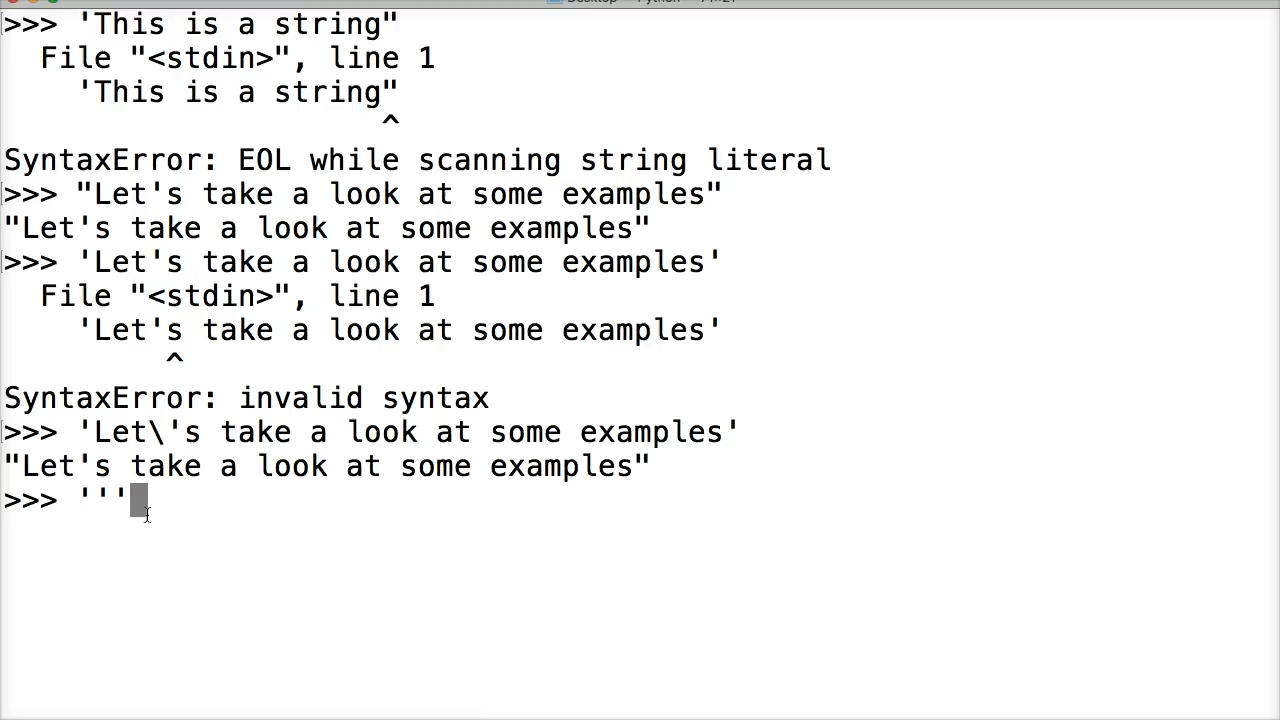 >>> 'This is a string"
  File "<stdin>", line 1
    'This is a string"
                     ^
SyntaxError: EOL while scanning string literal
>>> "Let's take a look at some examples"
"Let's take a look at some examples"
>>> 'Let's take a look at some examples'
  File "<stdin>", line 1
    'Let's take a look at some examples'
         ^
SyntaxError: invalid syntax
>>> 'Let\'s take a look at some examples'
"Let's take a look at some examples"
>>> '''